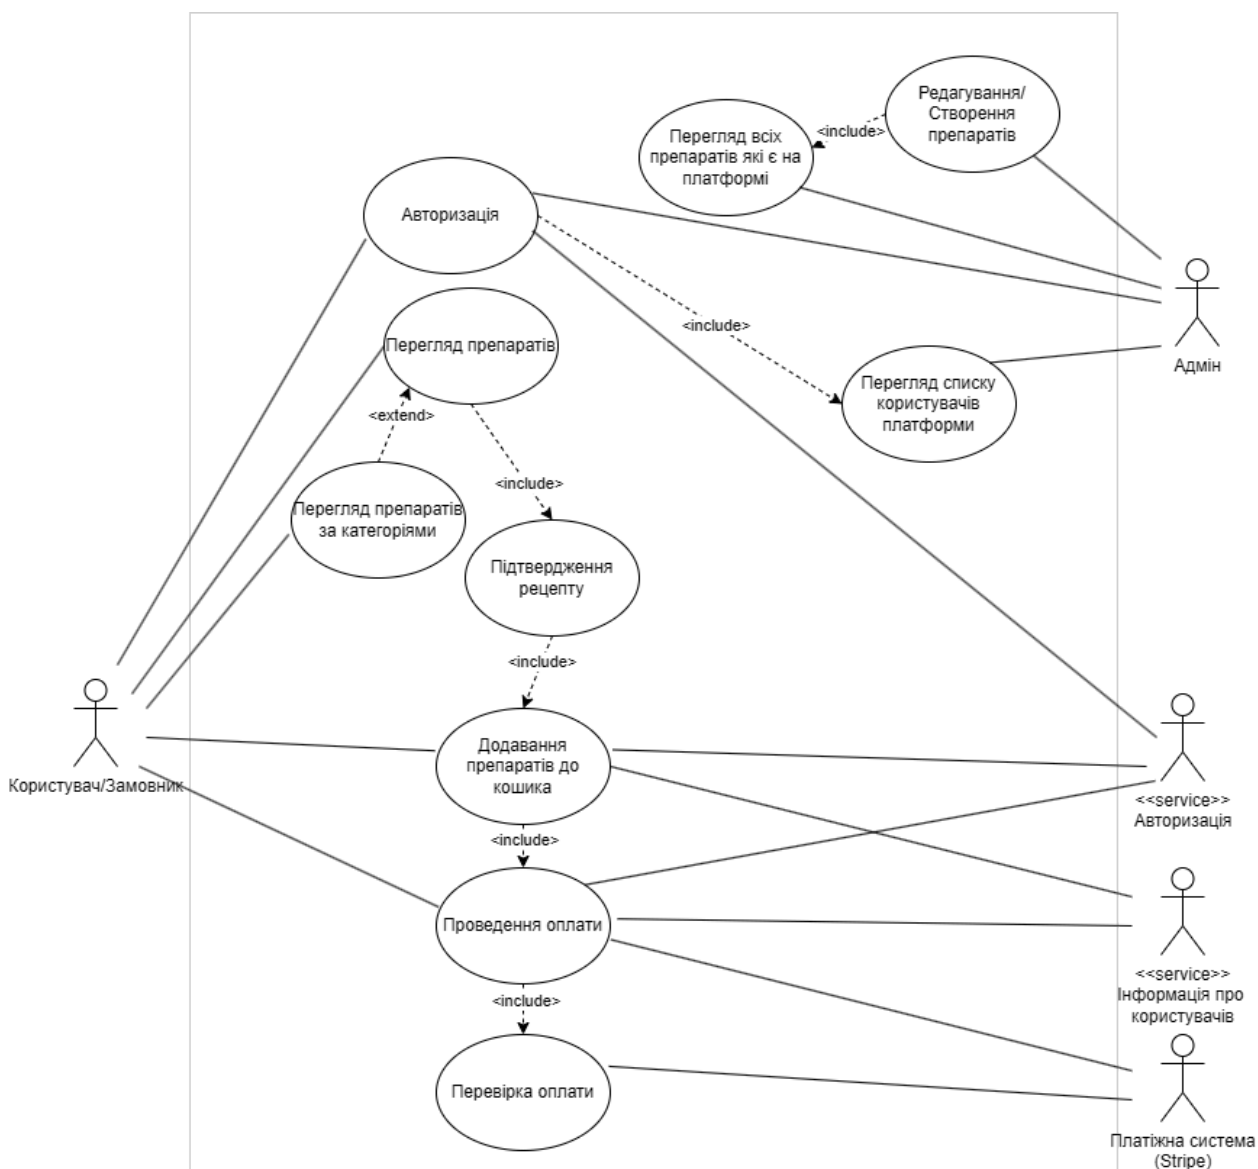 Редагування/
Створення
препаратів
<include>
Перегляд всіх
препаратів які є на
платформі
Авторизація
<include>
Перегляд препаратів
Адмін
Перегляд списку
користувачів
платформи
<extend>
<include>
Перегляд препаратів
за категоріями
Підтвердження
рецепту
<include>
Додавання
препаратів до
кошика
Користувач/Замовник
<<service>>
Авторизація
<include>
Проведення оплати
<<service>>
Інформація про
користувачів
<include>
Перевірка оплати
Платіжна система
(Stripe)